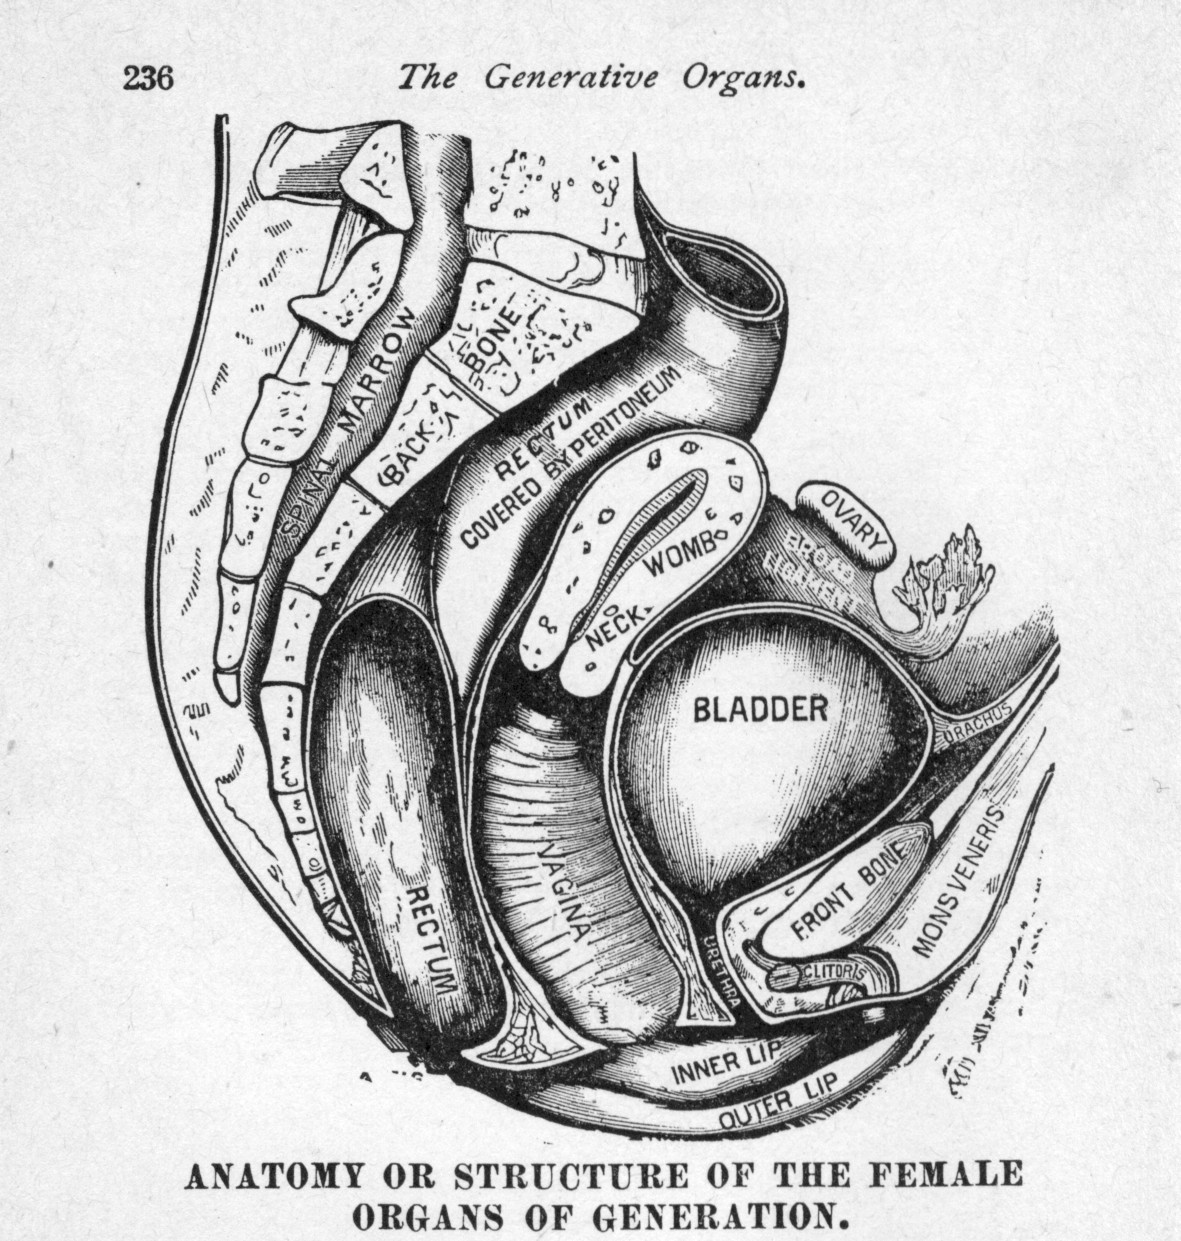 236
The Generative Organs.
SPINAL MARROW
BACK-
BONE
RECTUM
COVERED BY PERITONEUM
WOMB
NECK
OVARY
BROAD
LIGAMENT
BLADDER
URACHUS
VAGINA
RECTUM
FRONT BONE
MONS VENERIS
CLITORIS
URETHRA
INNER LIP
OUTER LIP
ANATOMY OR STRUCTURE OF THE FEMALE
ORGANS OF GENERATION.